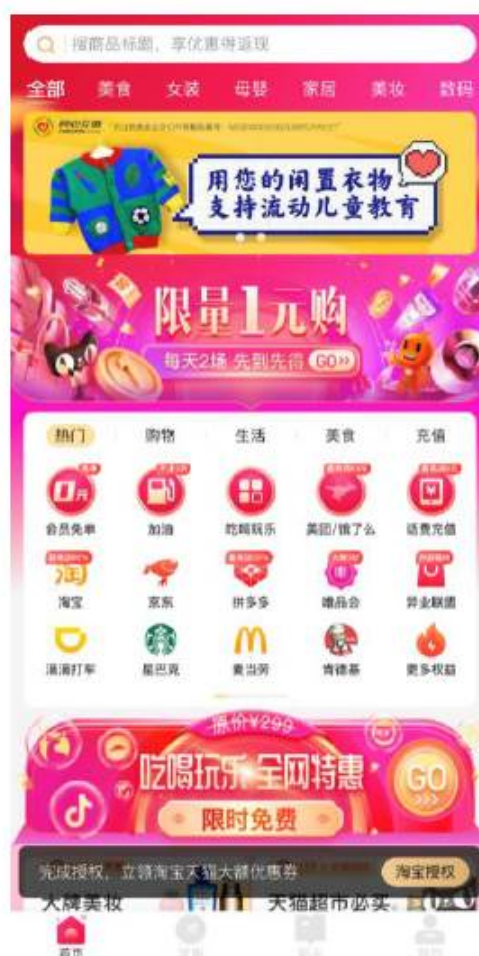 搜商品标题，享优惠得返现
全部 美食 女装 母婴 家居 美妆 数码
用您的闲置衣物
支持流动儿童教育
限量1元购
每天2场 先到先得 GO>>
热门 购物 生活 美食 充值
0元
会员免单 加油 吃喝玩乐 美团/饿了么 话费充值
淘宝 京东 拼多多 唯品会 异业联盟
滴滴打车 星巴克 麦当劳 肯德基 更多权益
原价¥299
吃喝玩乐 全网特惠
GO
限时免费
完成授权，立领淘宝天猫大额优惠券 淘宝授权
大牌美妆 天猫超市必买
首页